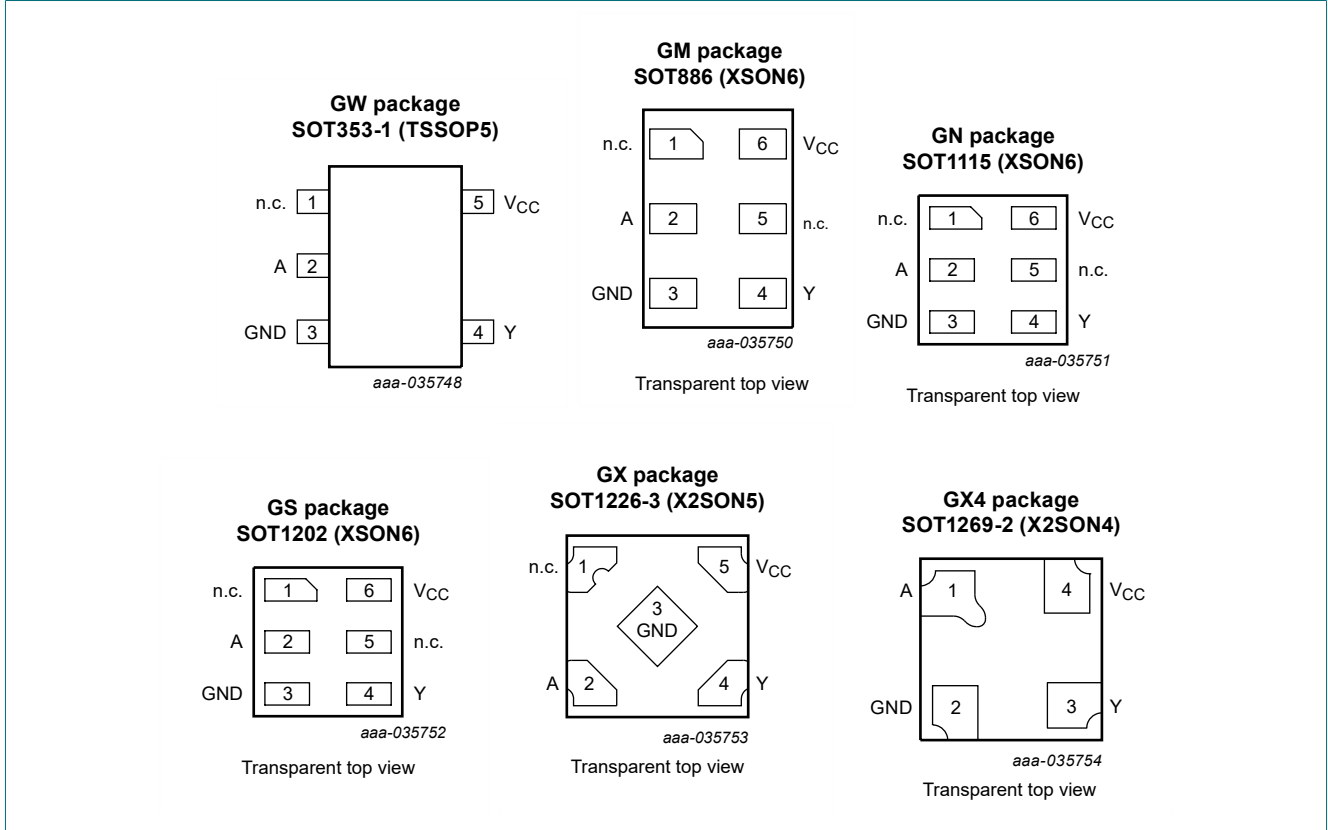 GW package
SOT353-1 (TSSOP5)
n.c. 1
5 VCC
A 2
GND 3
4 Y
aaa-035748
GM package
SOT886 (XSON6)
n.c. 1
6 VCC
A 2
5 n.c.
GND 3
4 Y
aaa-035750
Transparent top view
GN package
SOT1115 (XSON6)
n.c. 1
6 VCC
A 2
5 n.c.
GND 3
4 Y
aaa-035751
Transparent top view
GS package
SOT1202 (XSON6)
n.c. 1
6 VCC
A 2
5 n.c.
GND 3
4 Y
aaa-035752
Transparent top view
GX package
SOT1226-3 (X2SON5)
n.c. 1
5 VCC
3
GND
A 2
4 Y
aaa-035753
Transparent top view
GX4 package
SOT1269-2 (X2SON4)
A 1
4 VCC
GND 2
3 Y
aaa-035754
Transparent top view